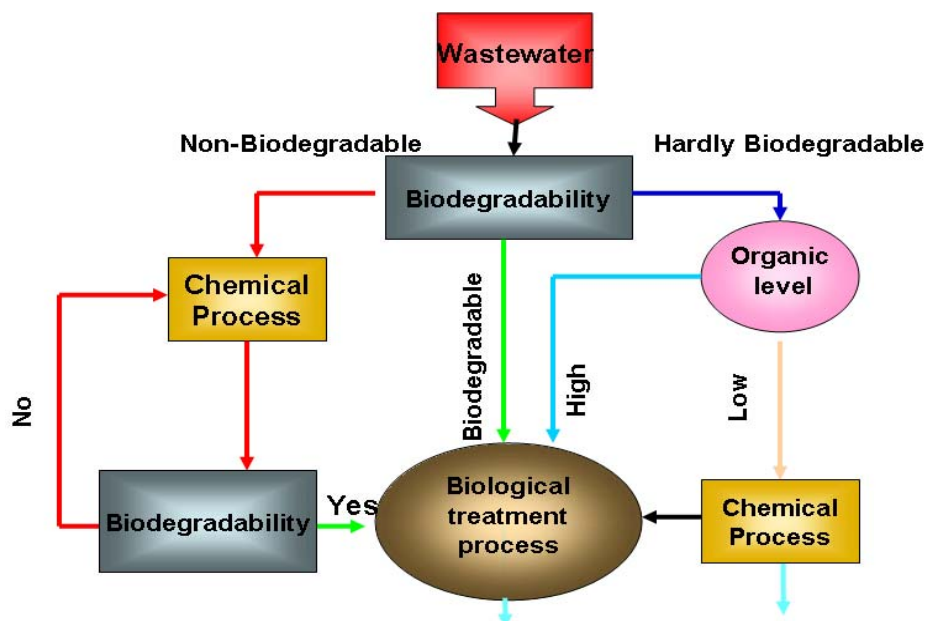 Wastewater
Non-Biodegradable
Hardly Biodegradable
Biodegradability
Organic
level
Chemical
Process
Biodegradable
High
Low
No
Biodegradability
Yes
Biological
treatment
process
Chemical
Process